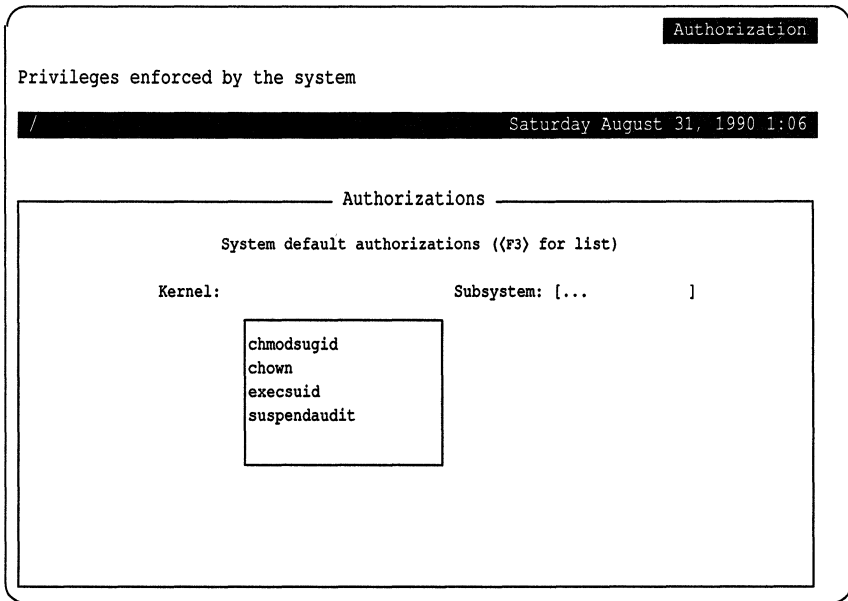 Authorization
Privileges enforced by the system
/ Saturday August 31, 1990 1:06
Authorizations
System default authorizations (⟨F3⟩ for list)
Kernel: Subsystem: [... ]
chmodsugid
chown
execsuid
suspendaudit